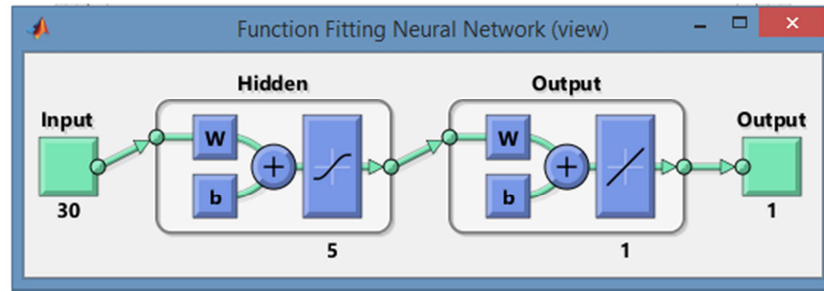 Function Fitting Neural Network (view)
Hidden
Output
Input
Output
W
W
b
b
30
1
5
1